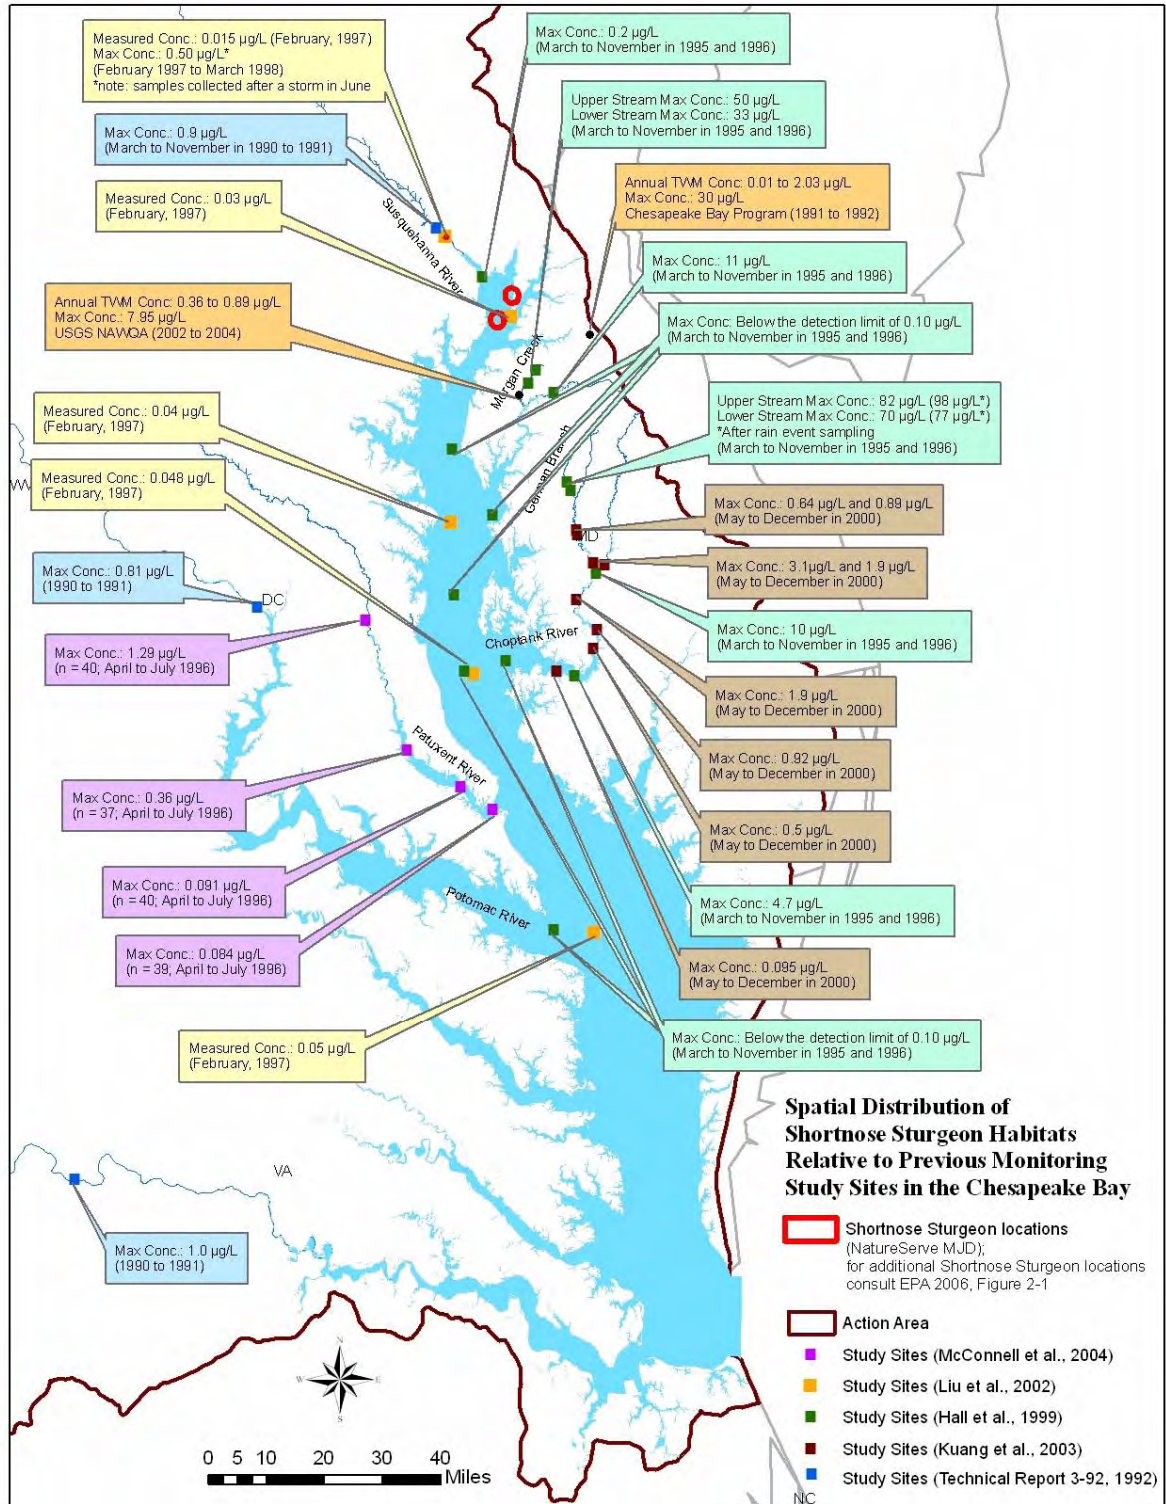 Measured Conc.: 0.015 µg/L (February, 1997)
Max Conc.: 0.50 µg/L*
(February 1997 to March 1998)
*note: samples collected after a storm in June
Max Conc.: 0.2 µg/L
(March to November in 1995 and 1996)
Upper Stream Max Conc.: 50 µg/L
Lower Stream Max Conc.: 33 µg/L
(March to November in 1995 and 1996)
Max Conc.: 0.9 µg/L
(March to November in 1990 to 1991)
Annual TWM Conc: 0.01 to 2.03 µg/L
Max Conc.: 30 µg/L
Chesapeake Bay Program (1991 to 1992)
Measured Conc.: 0.03 µg/L
(February, 1997)
Susquehanna River
Max Conc.: 11 µg/L
(March to November in 1995 and 1996)
Annual TWM Conc: 0.36 to 0.89 µg/L
Max Conc.: 7.95 µg/L
USGS NAWQA (2002 to 2004)
Max Conc: Below the detection limit of 0.10 µg/L
(March to November in 1995 and 1996)
Morgan Creek
Measured Conc.: 0.04 µg/L
(February, 1997)
Upper Stream Max Conc.: 82 µg/L (98 µg/L*)
Lower Stream Max Conc.: 70 µg/L (77 µg/L*)
*After rain event sampling
(March to November in 1995 and 1996)
German Branch
Measured Conc.: 0.048 µg/L
(February, 1997)
Max Conc.: 0.64 µg/L and 0.89 µg/L
(May to December in 2000)
MD
Max Conc.: 3.1µg/L and 1.9 µg/L
(May to December in 2000)
Max Conc.: 0.81 µg/L
(1990 to 1991)
DC
Max Conc.: 10 µg/L
(March to November in 1995 and 1996)
Choptank River
Max Conc.: 1.29 µg/L
(n = 40; April to July 1996)
Max Conc.: 1.9 µg/L
(May to December in 2000)
Patuxent River
Max Conc.: 0.92 µg/L
(May to December in 2000)
Max Conc.: 0.36 µg/L
(n = 37; April to July 1996)
Max Conc.: 0.5 µg/L
(May to December in 2000)
Max Conc.: 0.091 µg/L
(n = 40; April to July 1996)
Potomac River
Max Conc.: 4.7 µg/L
(March to November in 1995 and 1996)
Max Conc.: 0.084 µg/L
(n = 39; April to July 1996)
Max Conc.: 0.095 µg/L
(May to December in 2000)
Measured Conc.: 0.05 µg/L
(February, 1997)
Max Conc.: Below the detection limit of 0.10 µg/L
(March to November in 1995 and 1996)
VA
Max Conc.: 1.0 µg/L
(1990 to 1991)
Spatial Distribution of
Shortnose Sturgeon Habitats
Relative to Previous Monitoring
Study Sites in the Chesapeake Bay
Shortnose Sturgeon locations
(NatureServe MJD);
for additional Shortnose Sturgeon locations
consult EPA 2006, Figure 2-1
Action Area
Study Sites (McConnell et al., 2004)
Study Sites (Liu et al., 2002)
Study Sites (Hall et al., 1999)
Study Sites (Kuang et al., 2003)
Study Sites (Technical Report 3-92, 1992)
N
W E
S
0 10 20 30 40
Miles
NC